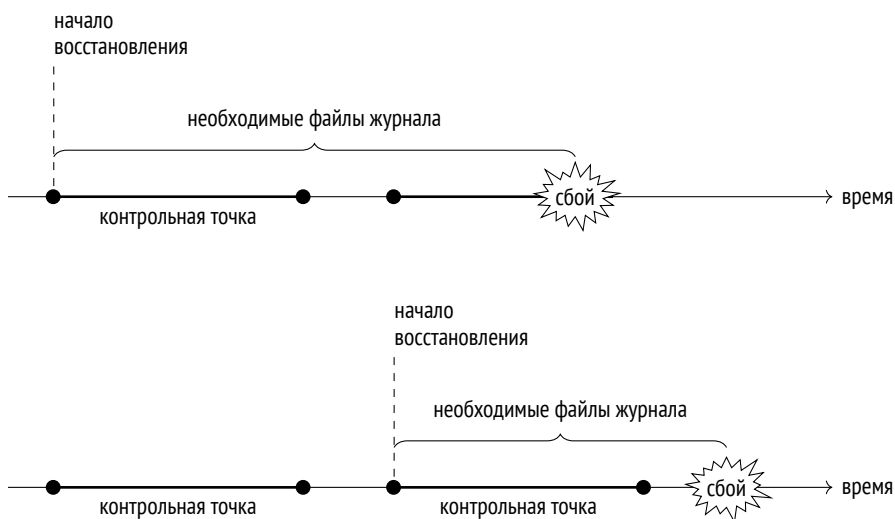 начало
восстановления
необходимые файлы журнала
сбой
время
контрольная точка
начало
восстановления
необходимые файлы журнала
сбой
время
контрольная точка
контрольная точка